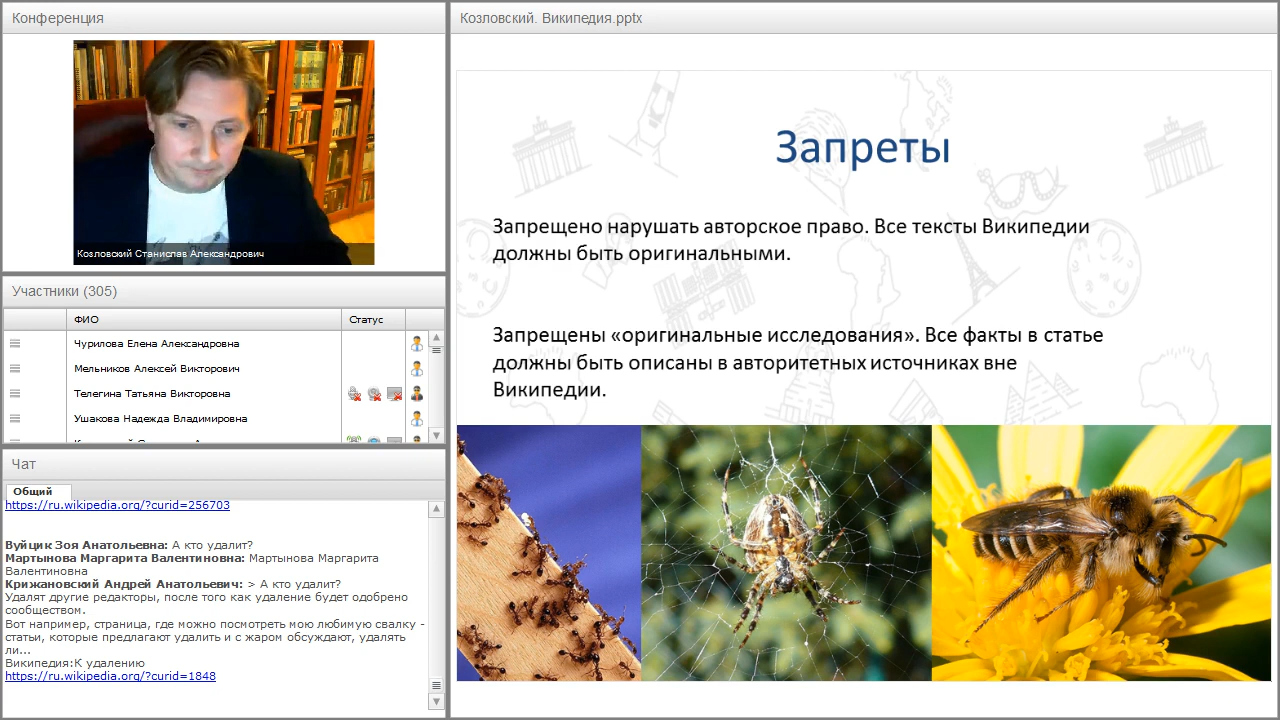 Конференция
Козловский Станислав Александрович
Участники (305)
ФИО
Статус
Чурилова Елена Александровна
Мельников Алексей Викторович
Телегина Татьяна Викторовна
Ушакова Надежда Владимировна
Чат
Общий
https://ru.wikipedia.org/?curid=256703
Вуйцик Зоя Анатольевна: А кто удалит?
Мартынова Маргарита Валентиновна: Мартынова Маргарита
Валентиновна
Крижановский Андрей Анатольевич: > А кто удалит?
Удалят другие редакторы, после того как удаление будет одобрено
сообществом.
Вот например, страница, где можно посмотреть мою любимую свалку -
статьи, которые предлагают удалить и с жаром обсуждают, удалять
ли...
Википедия:К удалению
https://ru.wikipedia.org/?curid=1848
Козловский. Википедия.pptx
Запреты
Запрещено нарушать авторское право. Все тексты Википедии
должны быть оригинальными.
Запрещены «оригинальные исследования». Все факты в статье
должны быть описаны в авторитетных источниках вне
Википедии.